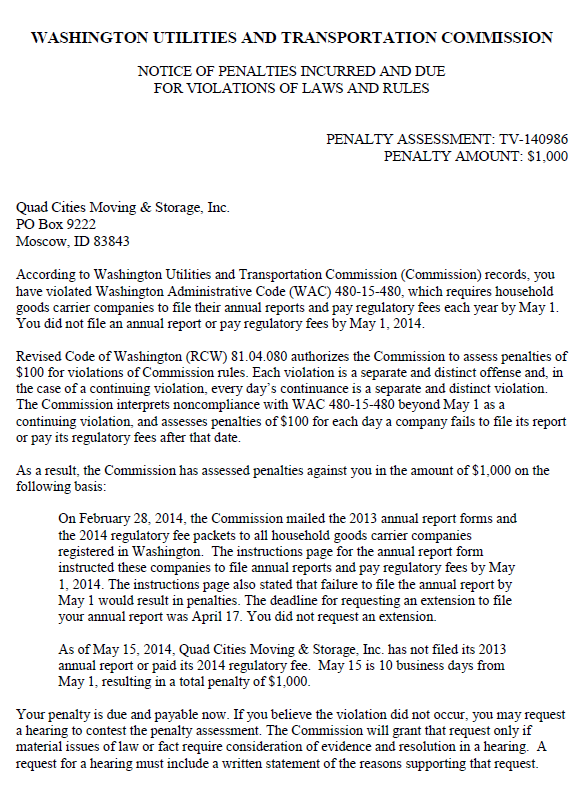 WASHINGTON UTILITIES AND TRANSPORTATION COMMISSION
NOTICE OF PENALTIES INCURRED AND DUE
FOR VIOLATIONS OF LAWS AND RULES
PENALTY ASSESSMENT: TV-140986
PENALTY AMOUNT: $1,000
Quad Cities Moving & Storage, Inc.
PO Box 9222
Moscow, ID 83843
According to Washington Utilities and Transportation Commission (Commission) records, you
have violated Washington Administrative Code (WAC) 480-15-480, which requires household
goods carrier companies to file their annual reports and pay regulatory fees each year by May 1.
You did not file an annual report or pay regulatory fees by May 1, 2014.
Revised Code of Washington (RCW) 81.04.080 authorizes the Commission to assess penalties of
$100 for violations of Commission rules. Each violation is a separate and distinct offense and, in
the case of a continuing violation, every day's continuance is a separate and distinct violation.
The Commission interprets noncompliance with WAC 480-15-480 beyond May 1 as a
continuing violation, and assesses penalties of $100 for each day a company fails to file its report
or pay its regulatory fees after that date.
As a result, the Commission has assessed penalties against you in the amount of $1,000 on the
following basis:
On February 28, 2014, the Commission mailed the 2013 annual report forms and
the 2014 regulatory fee packets to all household goods carrier companies
registered in Washington. The instructions page for the annual report form
instructed these companies to file annual reports and pay regulatory fees by May
1, 2014. The instructions page also stated that failure to file the annual report by
May 1 would result in penalties. The deadline for requesting an extension to file
your annual report was April 17. You did not request an extension.
As of May 15, 2014, Quad Cities Moving & Storage, Inc. has not filed its 2013
annual report or paid its 2014 regulatory fee. May 15 is 10 business days from
May 1, resulting in a total penalty of $1,000.
Your penalty is due and payable now. If you believe the violation did not occur, you may request
a hearing to contest the penalty assessment. The Commission will grant that request only if
material issues of law or fact require consideration of evidence and resolution in a hearing. A
request for a hearing must include a written statement of the reasons supporting that request.